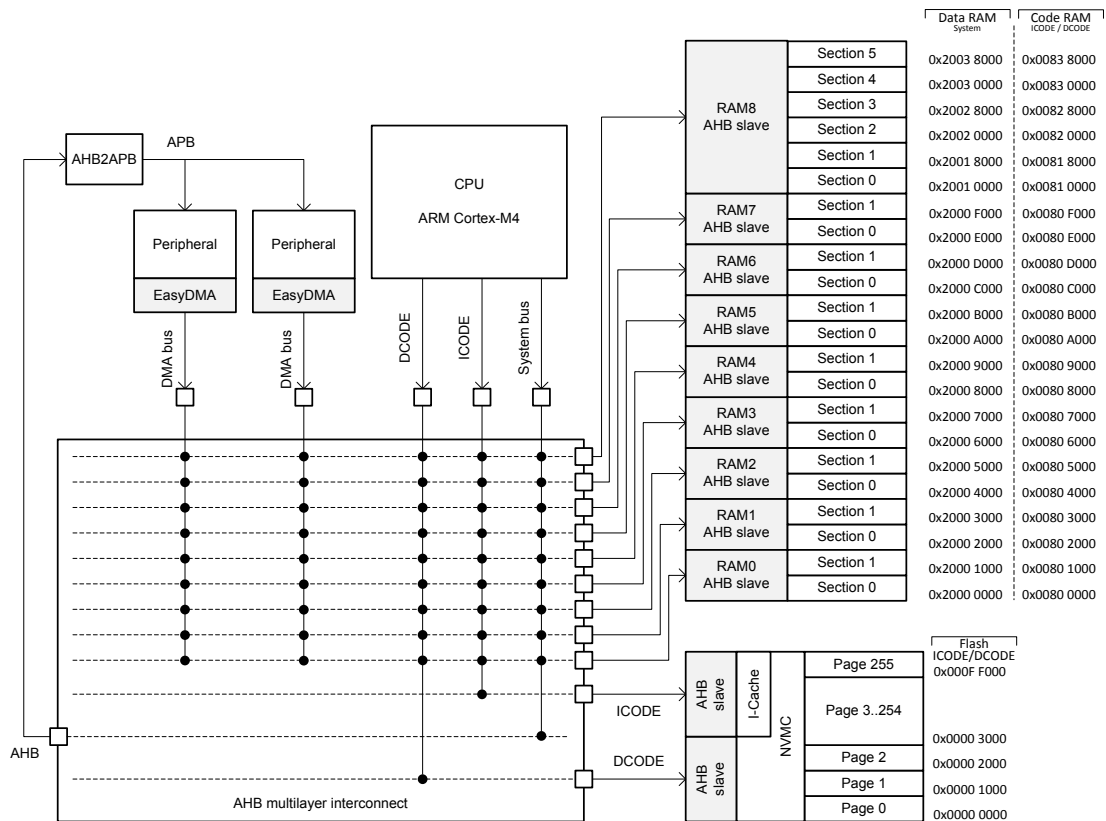 Data RAM
System
Code RAM
ICODE / DCODE
Section 5
0x2003 8000
0x0083 8000
Section 4
0x2003 0000
0x0083 0000
RAM8
AHB slave
Section 3
0x2002 8000
0x0082 8000
Section 2
0x2002 0000
0x0082 0000
Section 1
0x2001 8000
0x0081 8000
Section 0
0x2001 0000
0x0081 0000
RAM7
AHB slave
Section 1
0x2000 F000
0x0080 F000
Section 0
0x2000 E000
0x0080 E000
RAM6
AHB slave
Section 1
0x2000 D000
0x0080 D000
Section 0
0x2000 C000
0x0080 C000
RAM5
AHB slave
Section 1
0x2000 B000
0x0080 B000
Section 0
0x2000 A000
0x0080 A000
RAM4
AHB slave
Section 1
0x2000 9000
0x0080 9000
Section 0
0x2000 8000
0x0080 8000
RAM3
AHB slave
Section 1
0x2000 7000
0x0080 7000
Section 0
0x2000 6000
0x0080 6000
RAM2
AHB slave
Section 1
0x2000 5000
0x0080 5000
Section 0
0x2000 4000
0x0080 4000
RAM1
AHB slave
Section 1
0x2000 3000
0x0080 3000
Section 0
0x2000 2000
0x0080 2000
RAM0
AHB slave
Section 1
0x2000 1000
0x0080 1000
Section 0
0x2000 0000
0x0080 0000
AHB2APB
APB
CPU
ARM Cortex-M4
Peripheral
EasyDMA
Peripheral
EasyDMA
DMA bus
DMA bus
DCODE
ICODE
System bus
AHB
AHB multilayer interconnect
ICODE
DCODE
AHB
slave
AHB
slave
I-Cache
NVMC
Flash
ICODE/DCODE
Page 255
0x000F F000
Page 3..254
0x0000 3000
Page 2
0x0000 2000
Page 1
0x0000 1000
Page 0
0x0000 0000